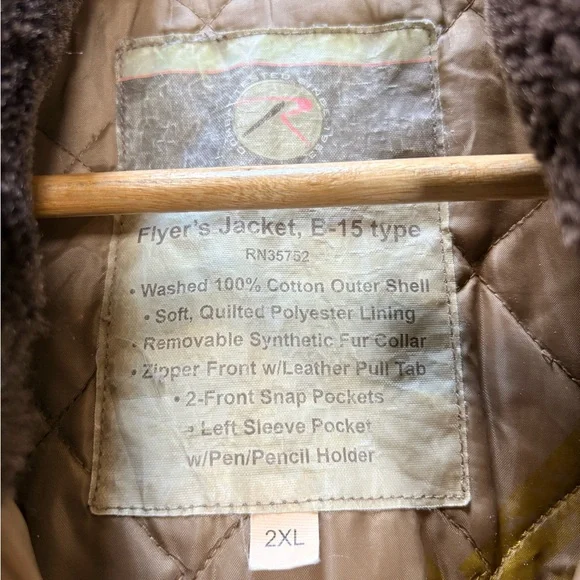 Flyer's Jacket, E-15 type
RN35752
• Washed 100% Cotton Outer Shell
• Soft, Quilted Polyester Lining
• Removable Synthetic Fur Collar
• Zipper Front w/Leather Pull Tab
• 2-Front Snap Pockets
• Left Sleeve Pocket
w/Pen/Pencil Holder
2XL